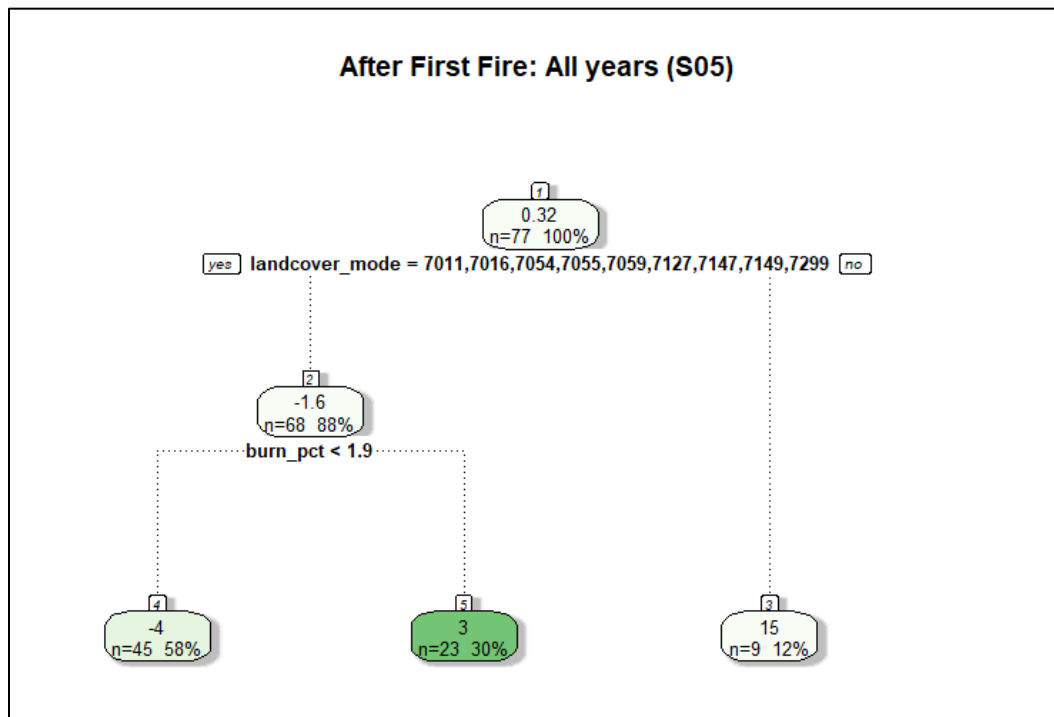 After First Fire: All years (S05)
1
0.32
n=77 100%
yes landcover_mode = 7011,7016,7054,7055,7059,7127,7147,7149,7299 no
2
-1.6
n=68 88%
burn_pct < 1.9
4
-4
n=45 58%
5
3
n=23 30%
3
15
n=9 12%